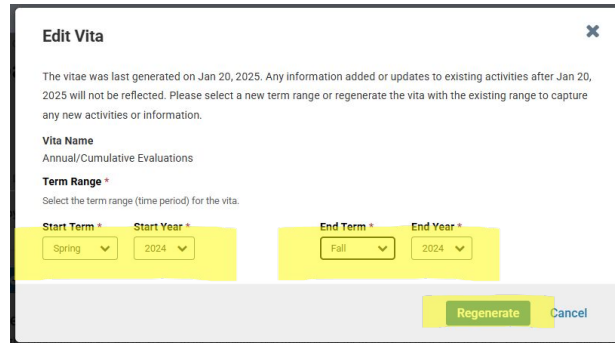 Edit Vita
The vitae was last generated on Jan 20, 2025. Any information added or updates to existing activities after Jan 20,
2025 will not be reflected. Please select a new term range or regenerate the vita with the existing range to capture
any new activities or information.
Vita Name
Annual/Cumulative Evaluations
Term Range *
Select the term range (time period) for the vita.
Start Term * Start Year * End Term * End Year *
Spring 2024 Fall 2024
Regenerate Cancel